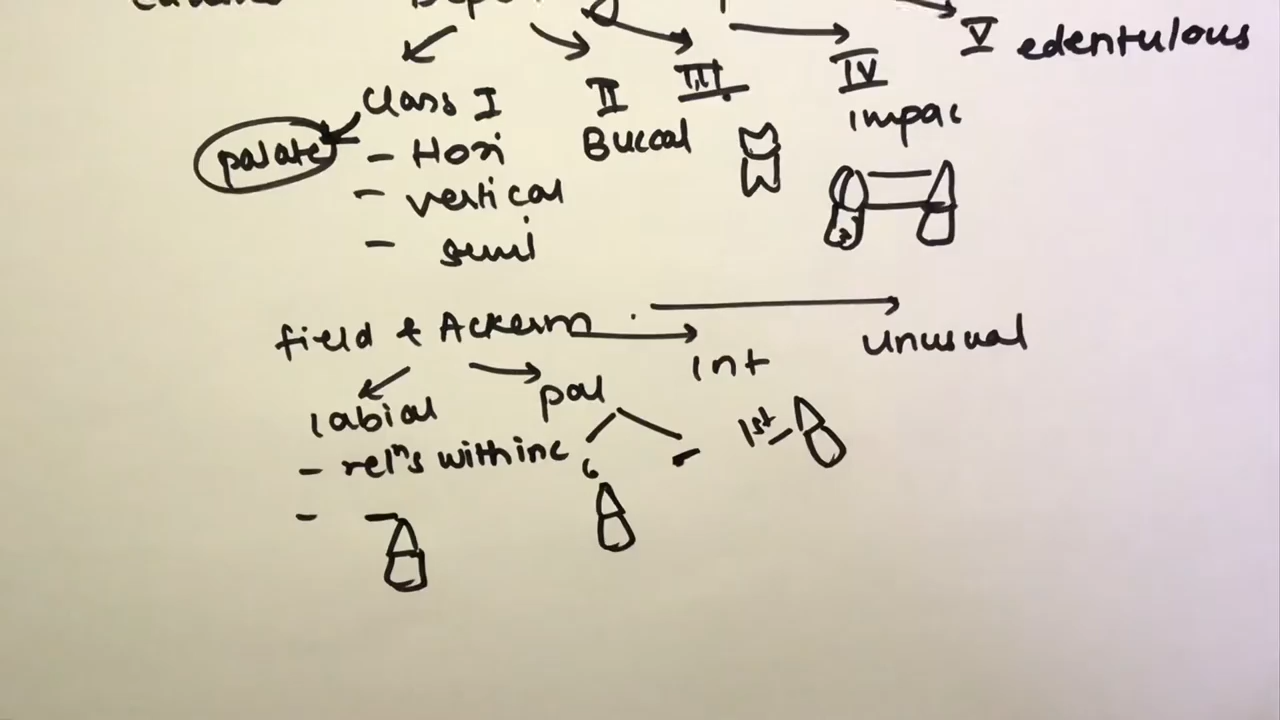 V edentulous
Class I II III IV
palate - Hori Buccal impac
- vertical
- semi
field & Ackerm
Int unusual
labial pal
- relns within c 1st
-